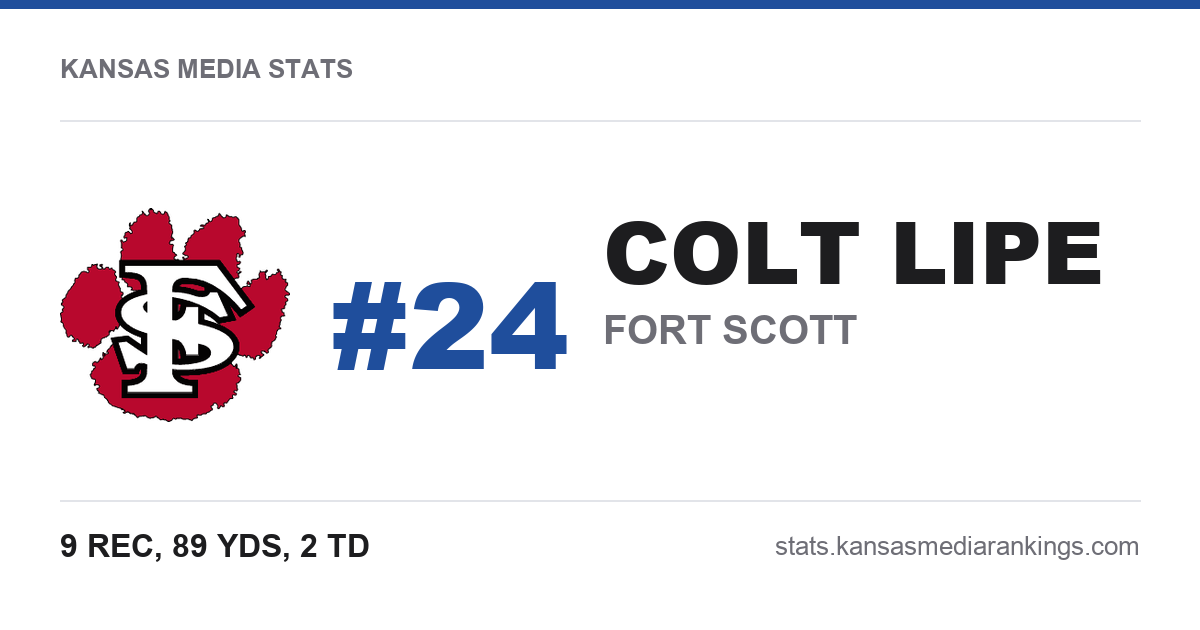 KANSAS MEDIA STATS
FS
#24
COLT LIPE
FORT SCOTT
9 REC, 89 YDS, 2 TD
stats.kansasmediarankings.com